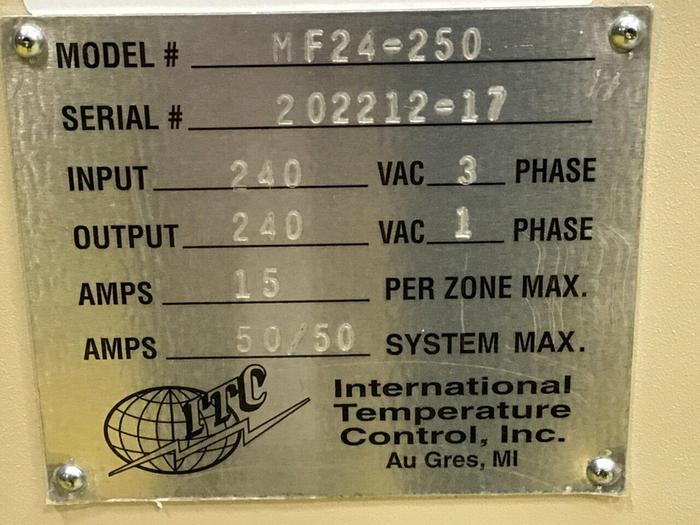 MODEL # MF24-250
SERIAL # 202212-17
INPUT 240 VAC 3 PHASE
OUTPUT 240 VAC 1 PHASE
AMPS 15 PER ZONE MAX.
AMPS 50/50 SYSTEM MAX.
ITC
International
Temperature
Control, Inc.
Au Gres, MI